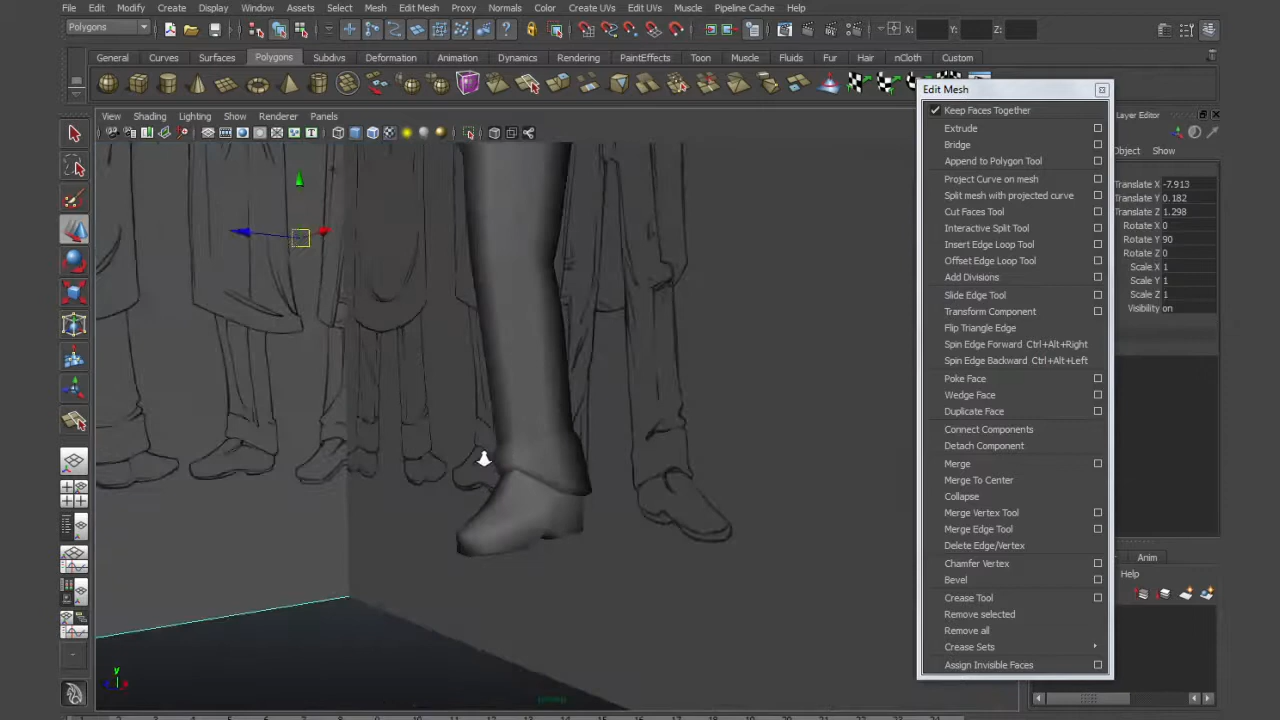 File Edit Modify Create Display Window Assets Select Mesh Edit Mesh Proxy Normals Color Create UVs Edit UVs Muscle Pipeline Cache Help
Polygons X: Y: Z:
General Curves Surfaces Polygons Subdivs Deformation Animation Dynamics Rendering PaintEffects Toon Muscle Fluids Fur Hair nCloth Custom
View Shading Lighting Show Renderer Panels
Edit Mesh
Keep Faces Together
Extrude
Bridge
Append to Polygon Tool
Project Curve on mesh
Split mesh with projected curve
Cut Faces Tool
Interactive Split Tool
Insert Edge Loop Tool
Offset Edge Loop Tool
Add Divisions
Slide Edge Tool
Transform Component
Flip Triangle Edge
Spin Edge Forward Ctrl+Alt+Right
Spin Edge Backward Ctrl+Alt+Left
Poke Face
Wedge Face
Duplicate Face
Connect Components
Detach Component
Merge
Merge To Center
Collapse
Merge Vertex Tool
Merge Edge Tool
Delete Edge/Vertex
Chamfer Vertex
Bevel
Crease Tool
Remove selected
Remove all
Crease Sets
Assign Invisible Faces
Layer Editor
Object Show
Translate X -7.913
Translate Y 0.182
Translate Z 1.298
Rotate X 0
Rotate Y 90
Rotate Z 0
Scale X 1
Scale Y 1
Scale Z 1
Visibility on
Anim
Help
y